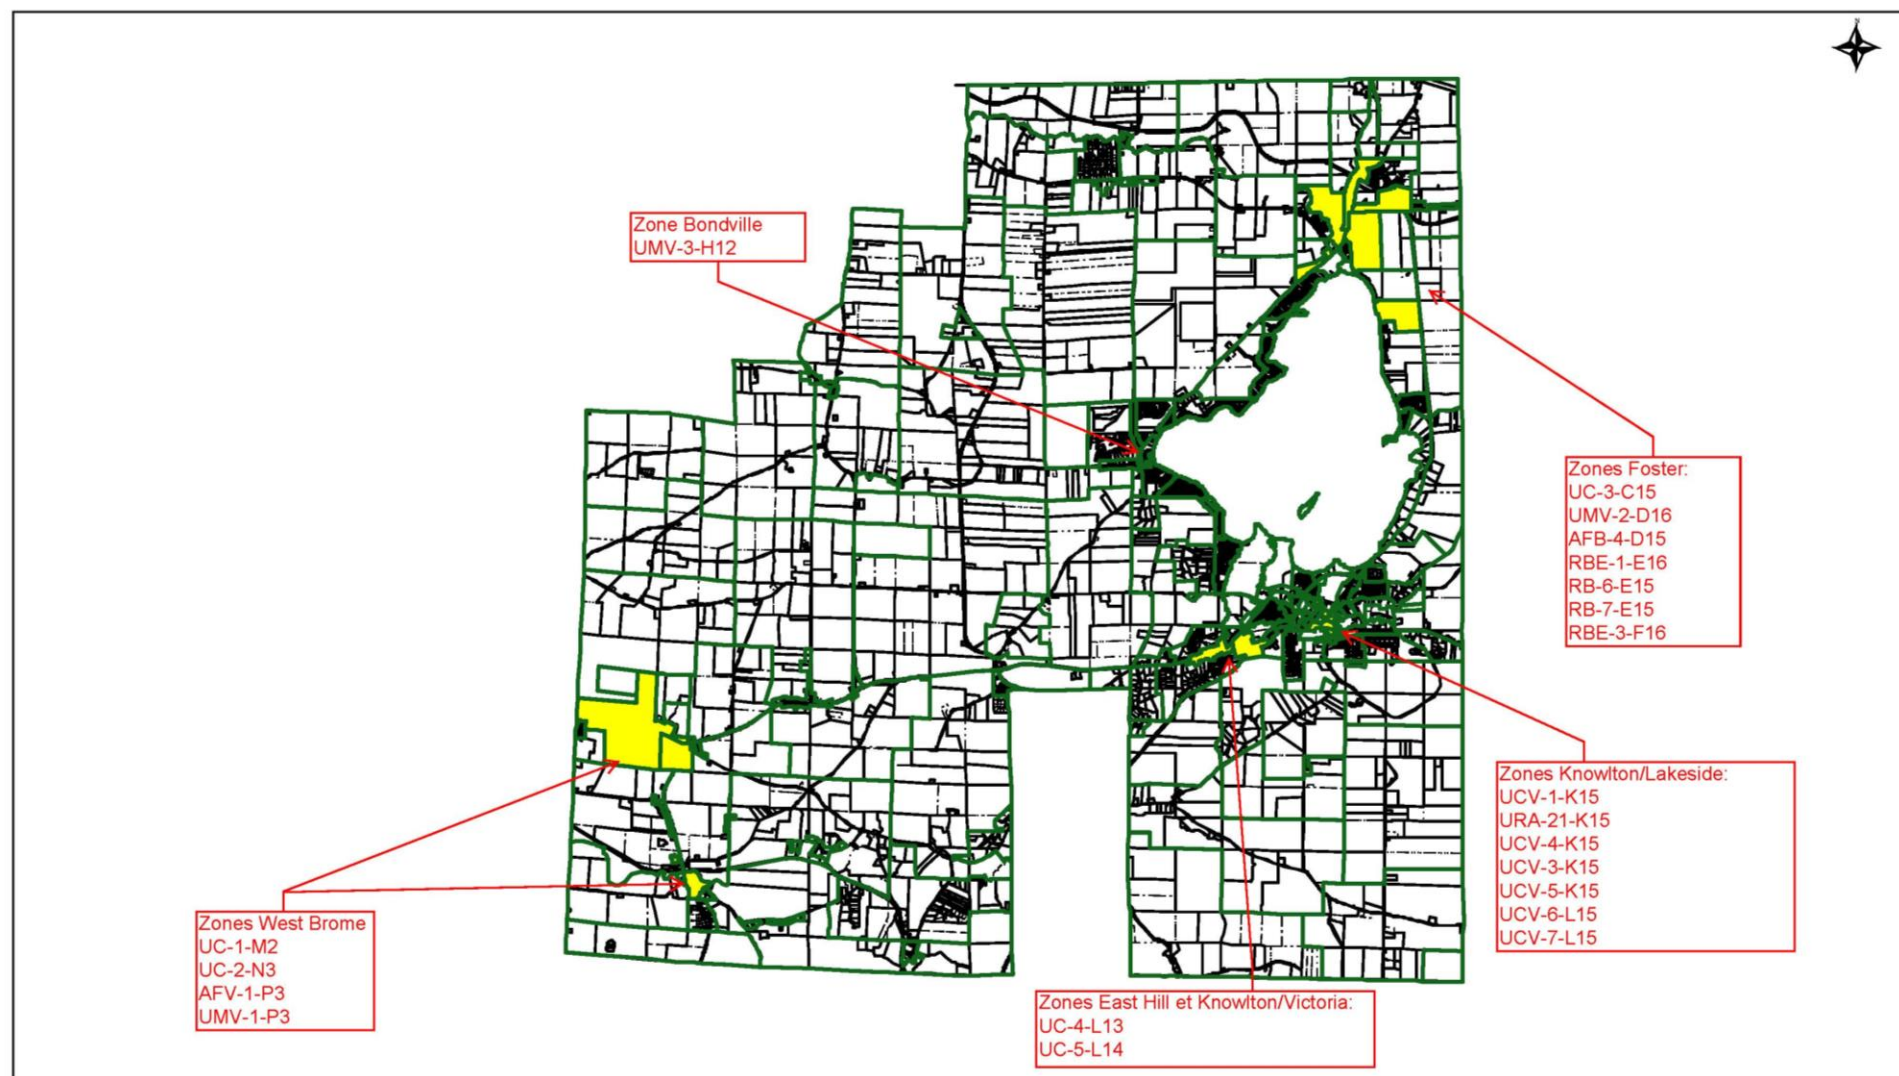 N
Zone Bondville
UMV-3-H12
Zones Foster:
UC-3-C15
UMV-2-D16
AFB-4-D15
RBE-1-E16
RB-6-E15
RB-7-E15
RBE-3-F16
Zones Knowlton/Lakeside:
UCV-1-K15
URA-21-K15
UCV-4-K15
UCV-3-K15
UCV-5-K15
UCV-6-L15
UCV-7-L15
Zones West Brome
UC-1-M2
UC-2-N3
AFV-1-P3
UMV-1-P3
Zones East Hill et Knowlton/Victoria:
UC-4-L13
UC-5-L14